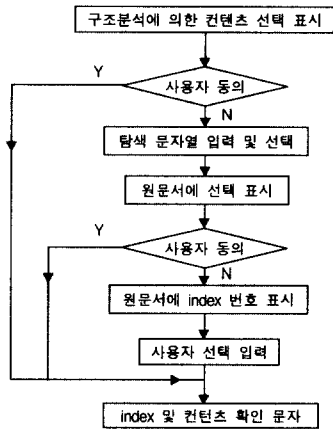 구조분석에 의한 컨텐츠 선택 표시
Y
사용자 동의
N
탐색 문자열 입력 및 선택
원문서에 선택 표시
Y
사용자 동의
N
원문서에 index 번호 표시
사용자 선택 입력
index 및 컨턴츠 확인 문자